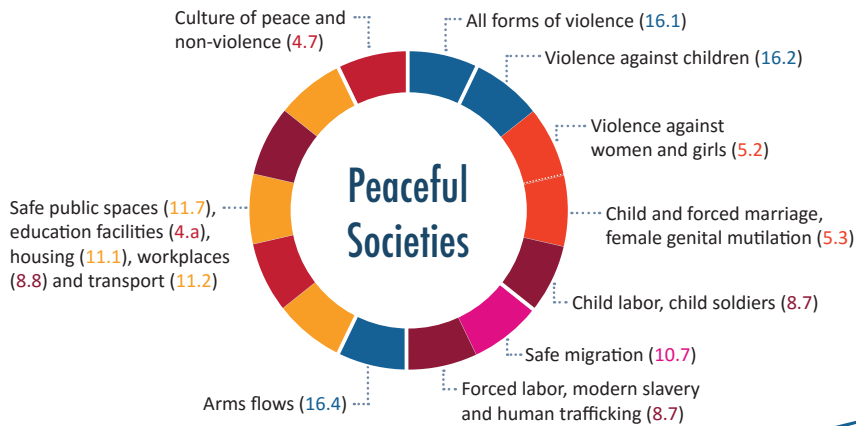 Culture of peace and
non-violence (4.7)
All forms of violence (16.1)
Violence against children (16.2)
Violence against
women and girls (5.2)
Peaceful
Societies
Safe public spaces (11.7),
education facilities (4.a),
housing (11.1), workplaces
(8.8) and transport (11.2)
Child and forced marriage,
female genital mutilation (5.3)
Child labor, child soldiers (8.7)
Safe migration (10.7)
Forced labor, modern slavery
and human trafficking (8.7)
Arms flows (16.4)